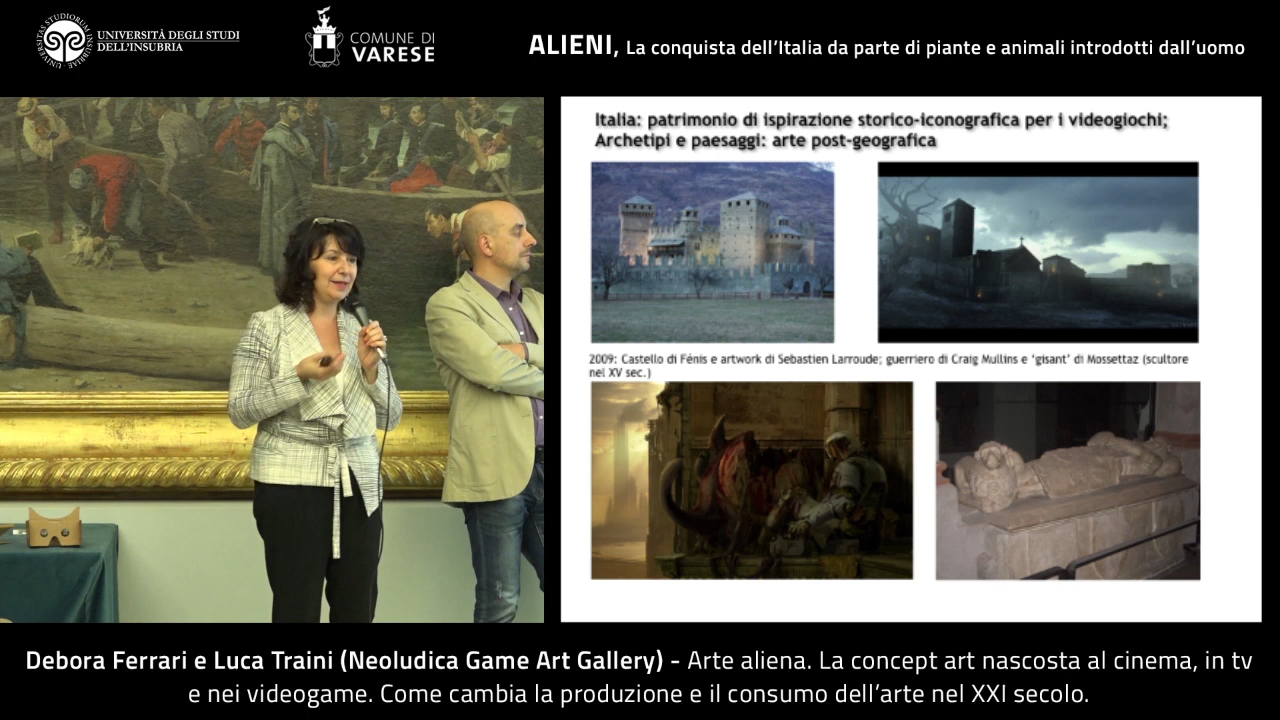 UNIVERSITÀ DEGLI STUDI
DELL'INSUBRIA
UNIVERSITAS STUDIORUM INSUBRIAE
COMUNE DI
VARESE
ALIENI, La conquista dell'Italia da parte di piante e animali introdotti dall'uomo
Italia: patrimonio di ispirazione storico-iconografica per i videogiochi;
Archetipi e paesaggi: arte post-geografica
2009: Castello di Fénis e artwork di Sebastien Larroude; guerriero di Craig Mullins e 'gisant' di Mossettaz (scultore
nel XV sec.)
Debora Ferrari e Luca Traini (Neoludica Game Art Gallery) - Arte aliena. La concept art nascosta al cinema, in tv
e nei videogame. Come cambia la produzione e il consumo dell'arte nel XXI secolo.